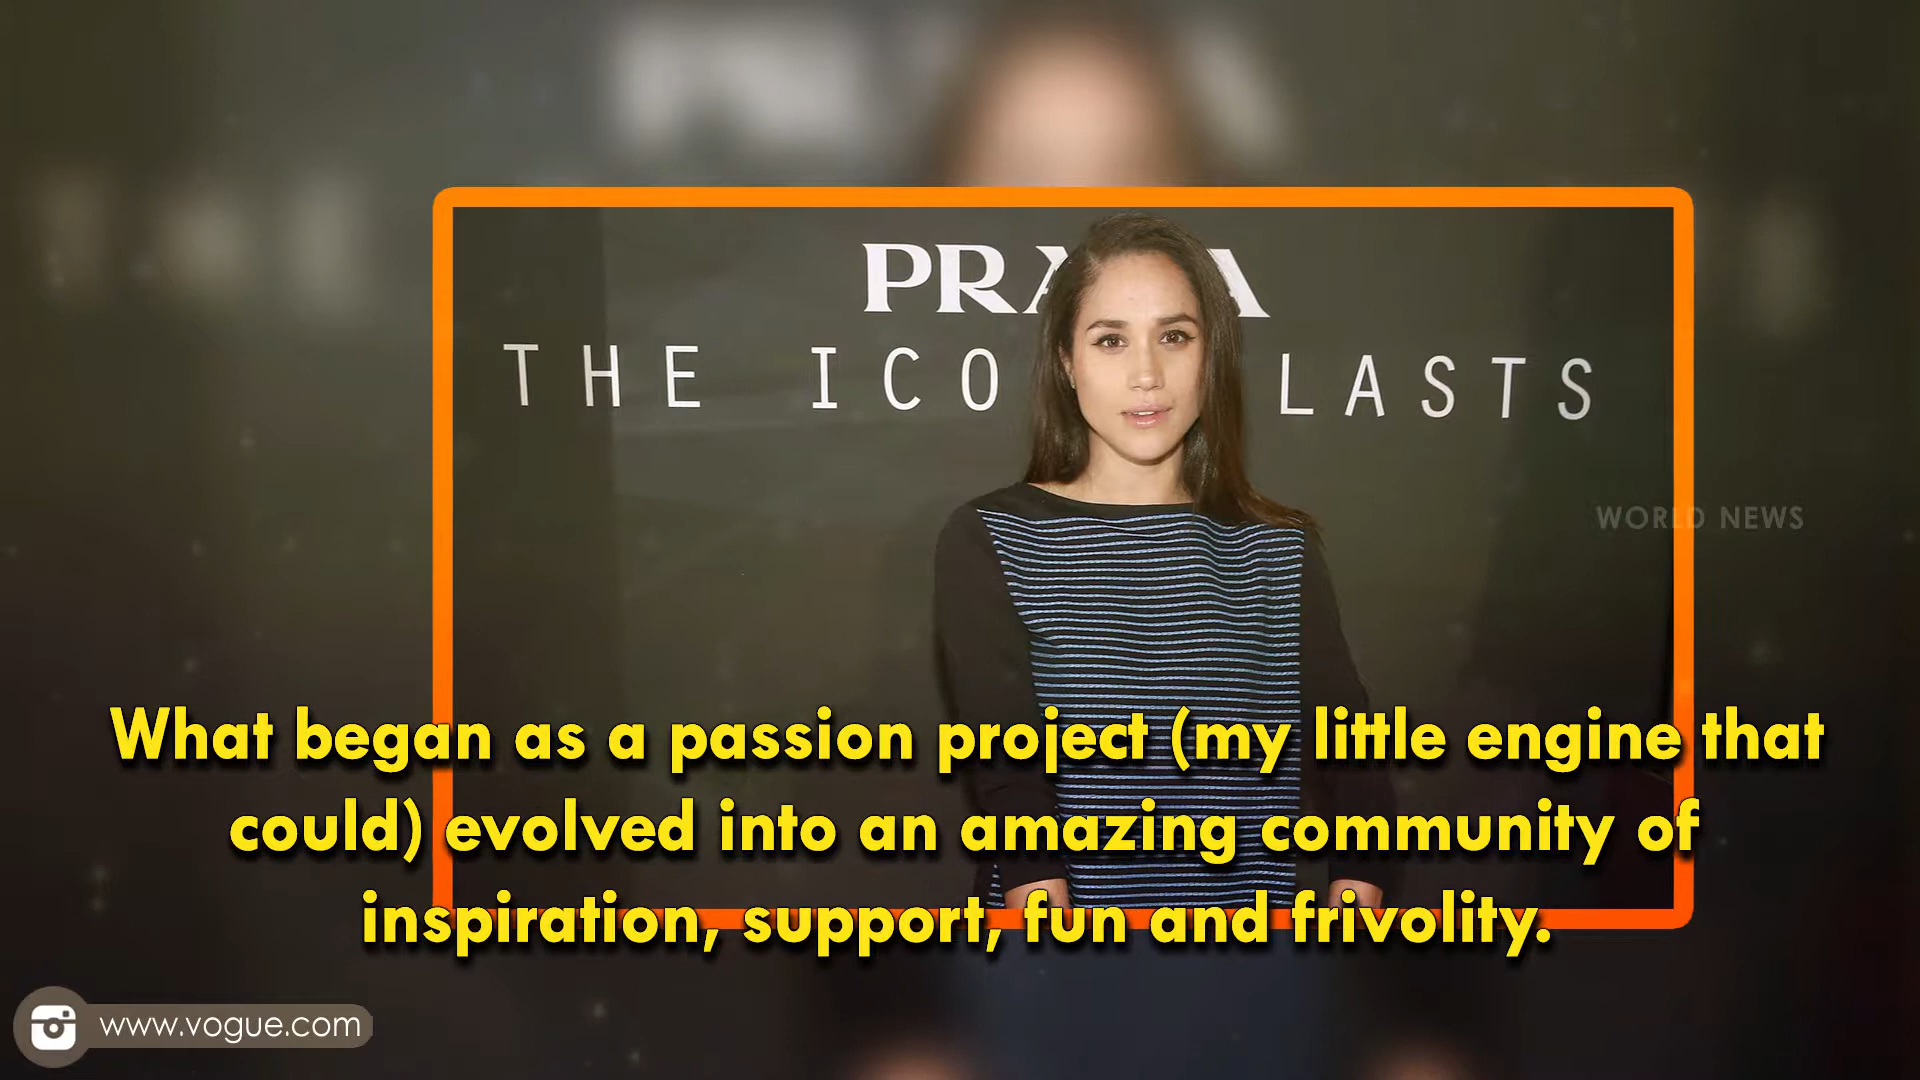 PRA A
THE ICO LASTS
WORLD NEWS
What began as a passion project (my little engine that
could) evolved into an amazing community of
inspiration, support, fun and frivolity.
www.vogue.com